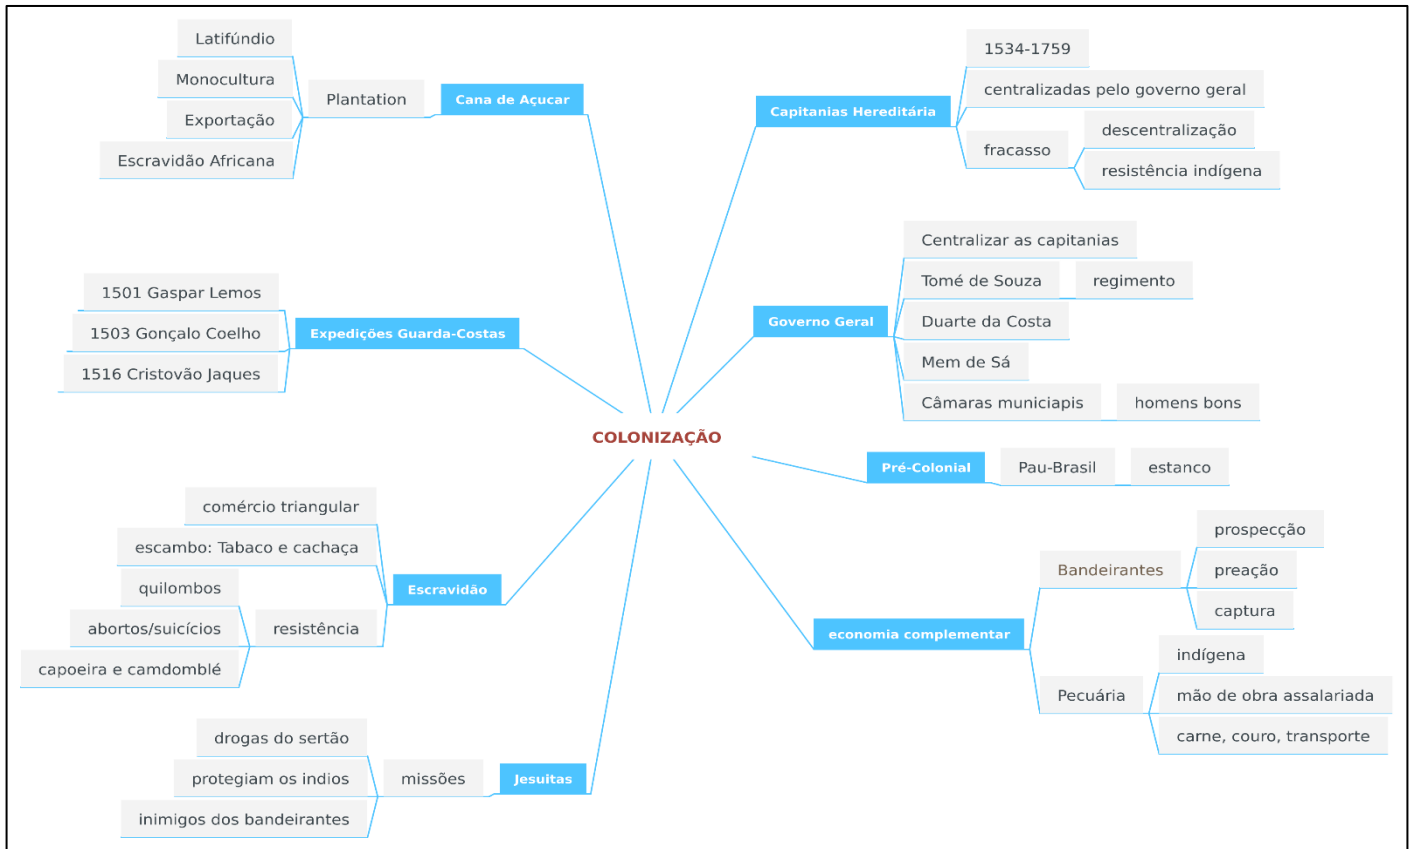 COLONIZAÇÃO
Cana de Açucar
Plantation
Latifúndio
Monocultura
Exportação
Escravidão Africana
Expedições Guarda-Costas
1501 Gaspar Lemos
1503 Gonçalo Coelho
1516 Cristovão Jaques
Escravidão
comércio triangular
escambo: Tabaco e cachaça
resistência
quilombos
abortos/suicícios
capoeira e camdomblé
Jesuitas
missões
drogas do sertão
protegiam os indios
inimigos dos bandeirantes
Capitanias Hereditária
1534-1759
centralizadas pelo governo geral
fracasso
descentralização
resistência indígena
Governo Geral
Centralizar as capitanias
Tomé de Souza
regimento
Duarte da Costa
Mem de Sá
Câmaras municiapis
homens bons
Pré-Colonial
Pau-Brasil
estanco
economia complementar
Bandeirantes
prospecção
preação
captura
Pecuária
indígena
mão de obra assalariada
carne, couro, transporte